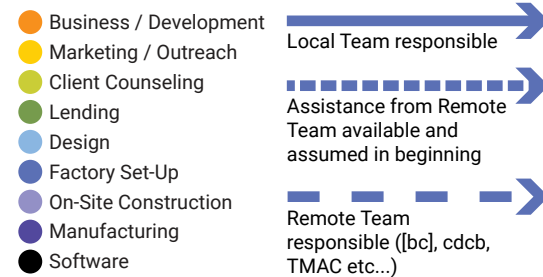 Business / Development
Marketing / Outreach
Client Counseling
Lending
Design
Factory Set-Up
On-Site Construction
Manufacturing
Software
Local Team responsible
Assistance from Remote
Team available and
assumed in beginning
Remote Team
responsible ([bc], cdcb,
TMAC etc...)